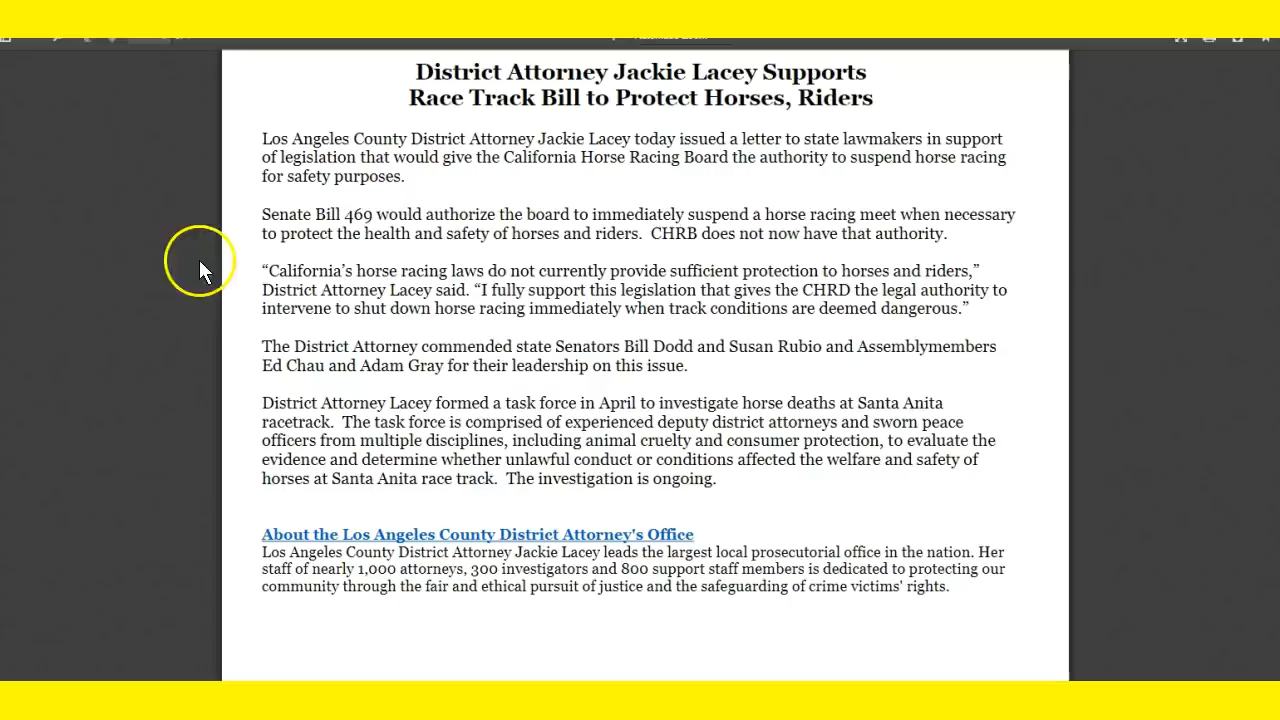 District Attorney Jackie Lacey Supports
Race Track Bill to Protect Horses, Riders
Los Angeles County District Attorney Jackie Lacey today issued a letter to state lawmakers in support
of legislation that would give the California Horse Racing Board the authority to suspend horse racing
for safety purposes.
Senate Bill 469 would authorize the board to immediately suspend a horse racing meet when necessary
to protect the health and safety of horses and riders.  CHRB does not now have that authority.
“California’s horse racing laws do not currently provide sufficient protection to horses and riders,”
District Attorney Lacey said. “I fully support this legislation that gives the CHRD the legal authority to
intervene to shut down horse racing immediately when track conditions are deemed dangerous.”
The District Attorney commended state Senators Bill Dodd and Susan Rubio and Assemblymembers
Ed Chau and Adam Gray for their leadership on this issue.
District Attorney Lacey formed a task force in April to investigate horse deaths at Santa Anita
racetrack.  The task force is comprised of experienced deputy district attorneys and sworn peace
officers from multiple disciplines, including animal cruelty and consumer protection, to evaluate the
evidence and determine whether unlawful conduct or conditions affected the welfare and safety of
horses at Santa Anita race track.  The investigation is ongoing.
About the Los Angeles County District Attorney's Office
Los Angeles County District Attorney Jackie Lacey leads the largest local prosecutorial office in the nation. Her
staff of nearly 1,000 attorneys, 300 investigators and 800 support staff members is dedicated to protecting our
community through the fair and ethical pursuit of justice and the safeguarding of crime victims' rights.